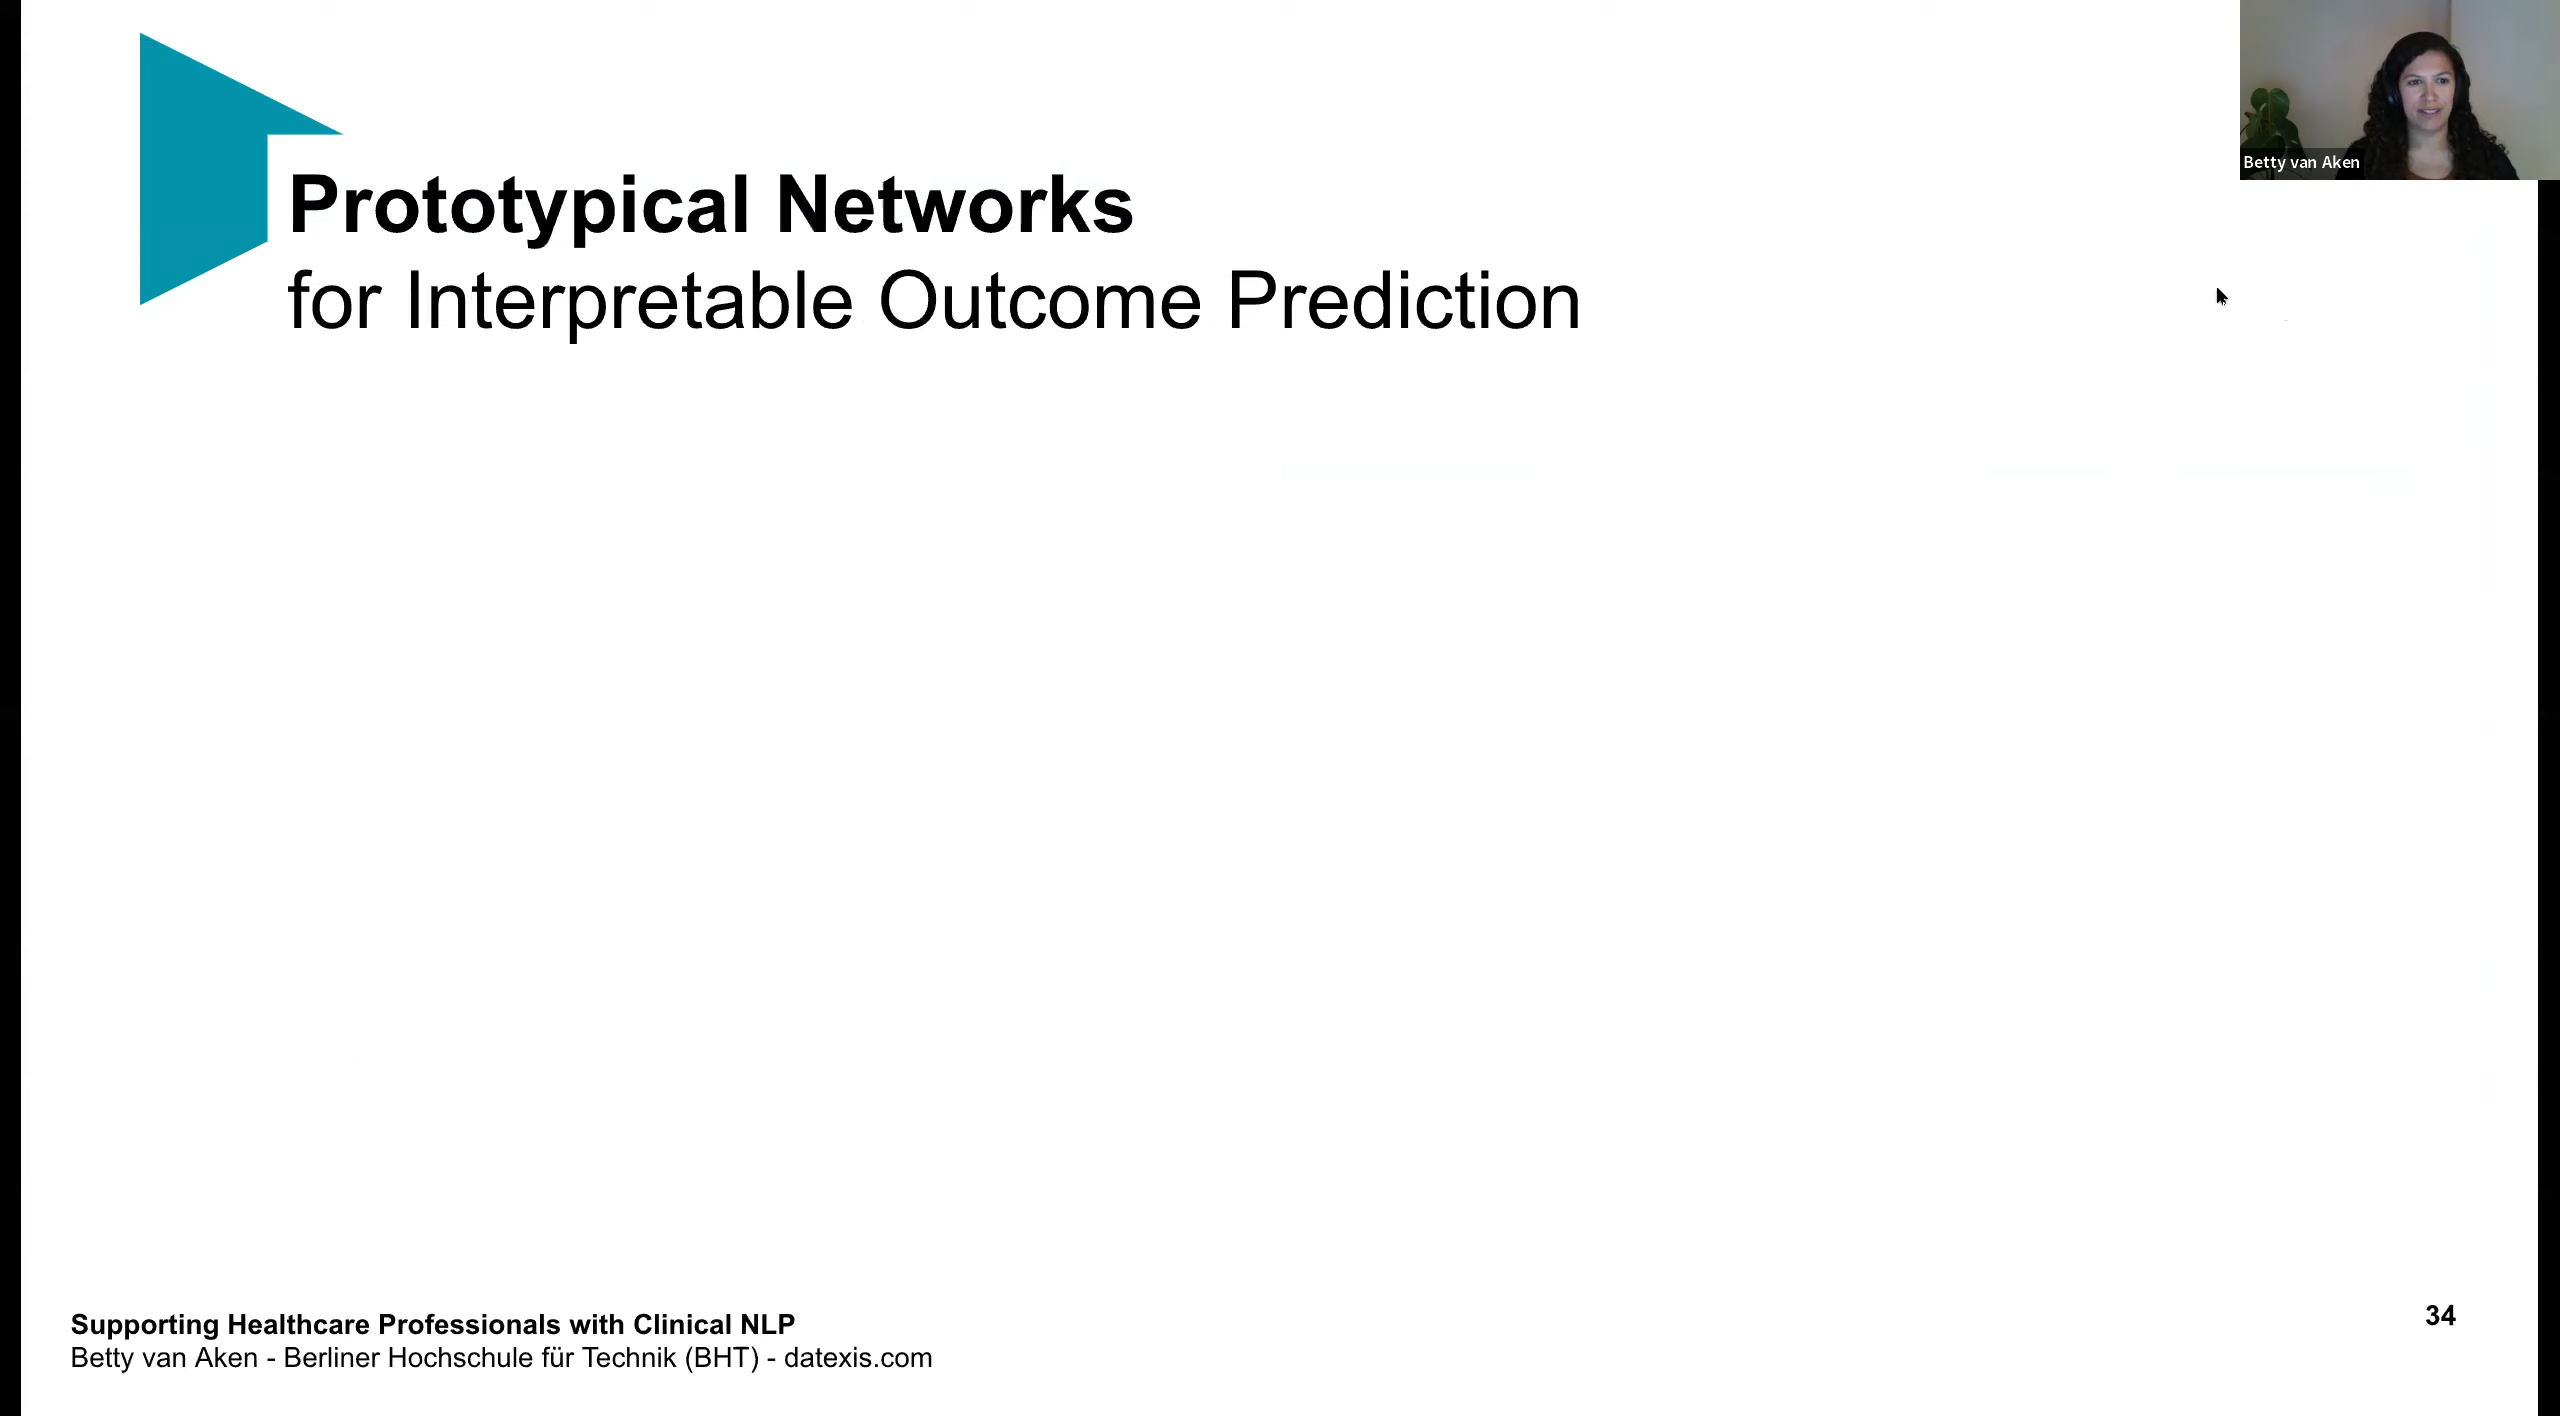 Betty van Aken
Prototypical Networks
for Interpretable Outcome Prediction
Supporting Healthcare Professionals with Clinical NLP
Betty van Aken - Berliner Hochschule für Technik (BHT) - datexis.com
34